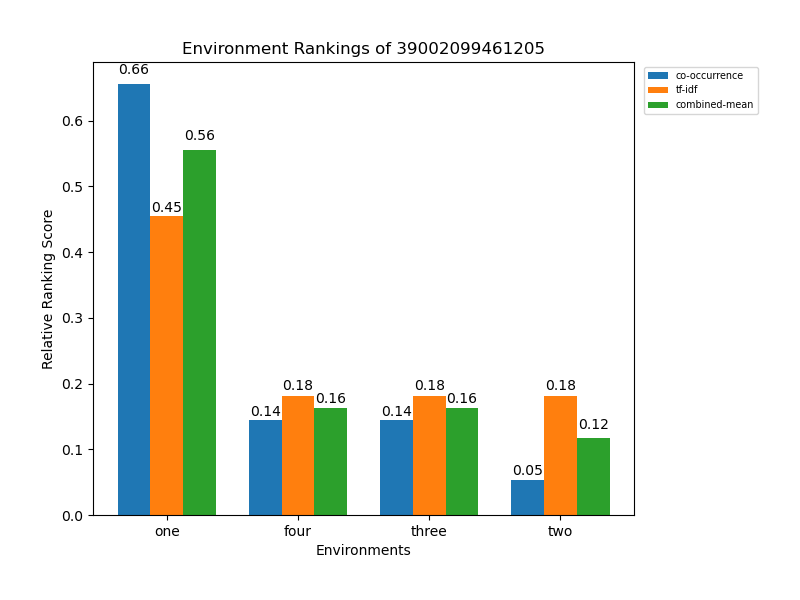 Environment Rankings of 39002099461205
co-occurrence
tf-idf
combined-mean
Relative Ranking Score
0.6
0.5
0.4
0.3
0.2
0.1
0.0
0.66
0.45
0.56
0.14
0.18
0.16
0.14
0.18
0.16
0.05
0.18
0.12
one four three two
Environments